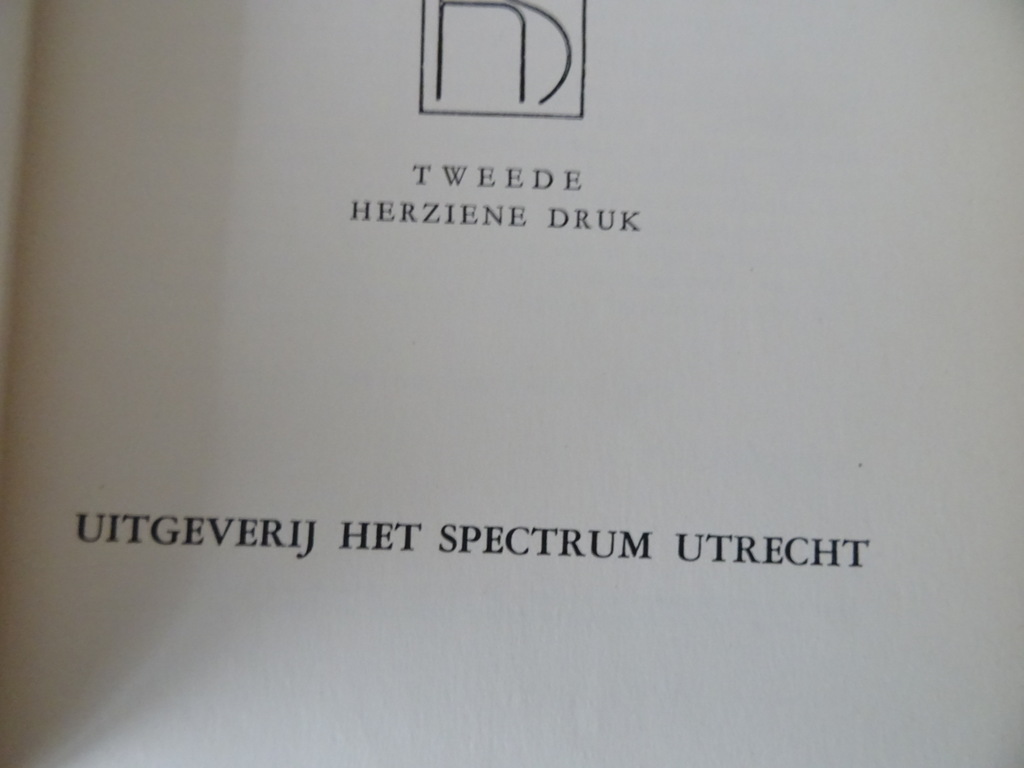 TWEEDE
HERZIENE DRUK
UITGEVERIJ HET SPECTRUM UTRECHT